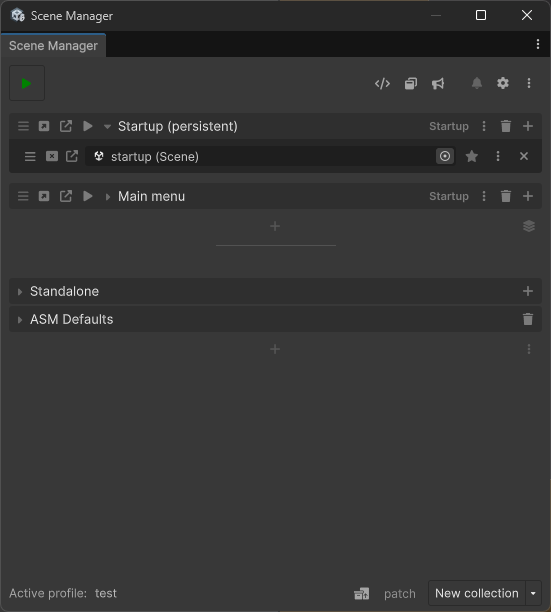 Scene Manager
Scene Manager
Startup (persistent) Startup
startup (Scene)
Main menu Startup
Standalone
ASM Defaults
Active profile: test patch New collection